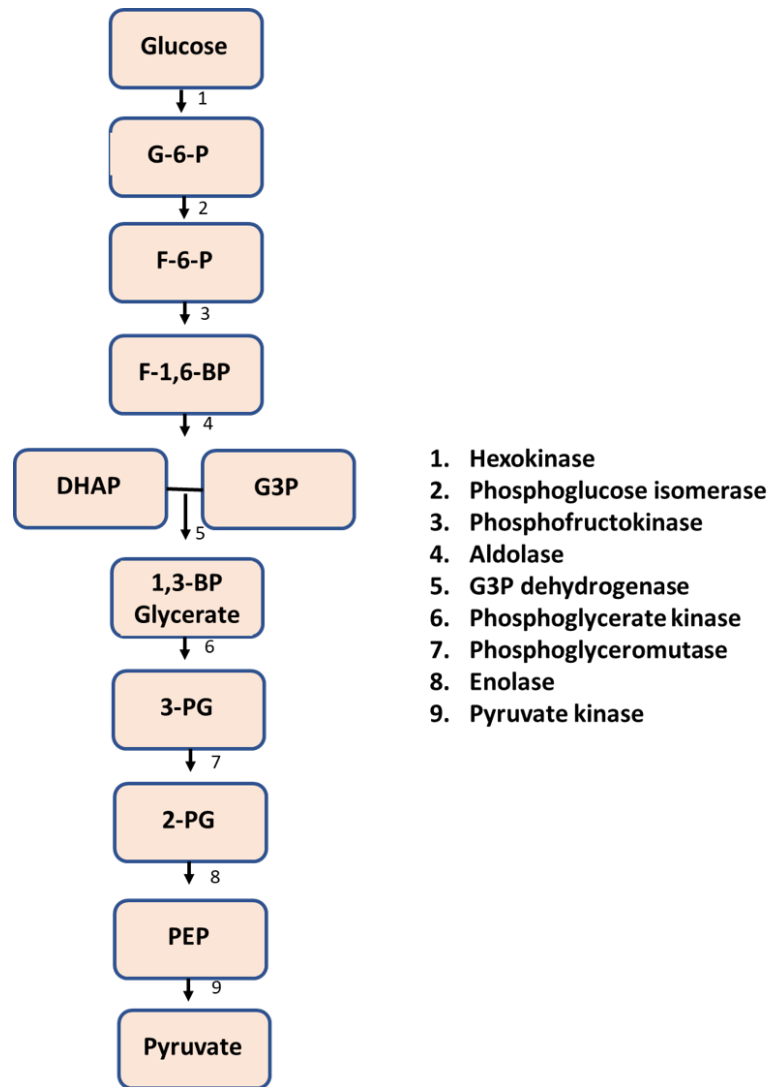 Glucose
1
G-6-P
2
F-6-P
3
F-1,6-BP
4
DHAP
G3P
5
1,3-BP
Glycerate
6
3-PG
7
2-PG
8
PEP
9
Pyruvate
1. Hexokinase
2. Phosphoglucose isomerase
3. Phosphofructokinase
4. Aldolase
5. G3P dehydrogenase
6. Phosphoglycerate kinase
7. Phosphoglyceromutase
8. Enolase
9. Pyruvate kinase